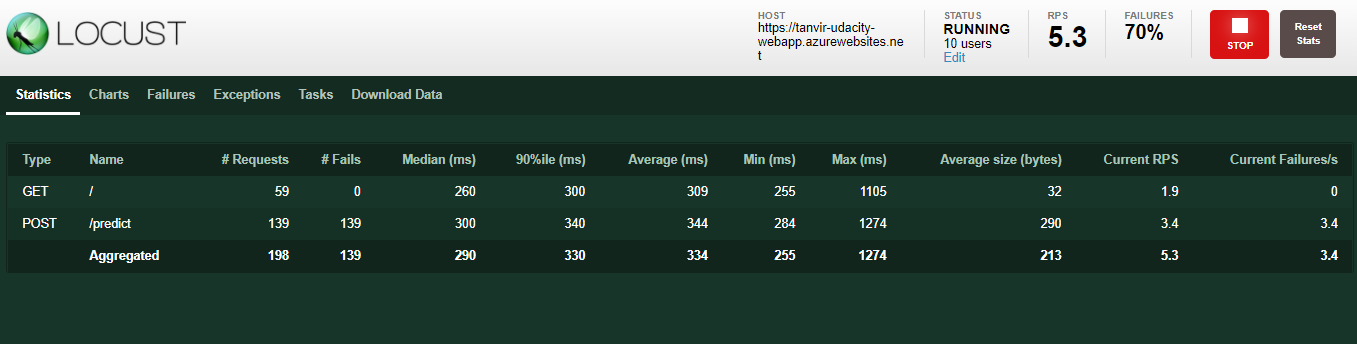 LOCUST
HOST
https://tanvir-udacity-
webapp.azurewebsites.ne
t
STATUS
RUNNING
10 users
Edit
RPS
5.3
FAILURES
70%
STOP
Reset
Stats
Statistics Charts Failures Exceptions Tasks Download Data
Type Name # Requests # Fails Median (ms) 90%ile (ms) Average (ms) Min (ms) Max (ms) Average size (bytes) Current RPS Current Failures/s
GET / 59 0 260 300 309 255 1105 32 1.9 0
POST /predict 139 139 300 340 344 284 1274 290 3.4 3.4
Aggregated 198 139 290 330 334 255 1274 213 5.3 3.4